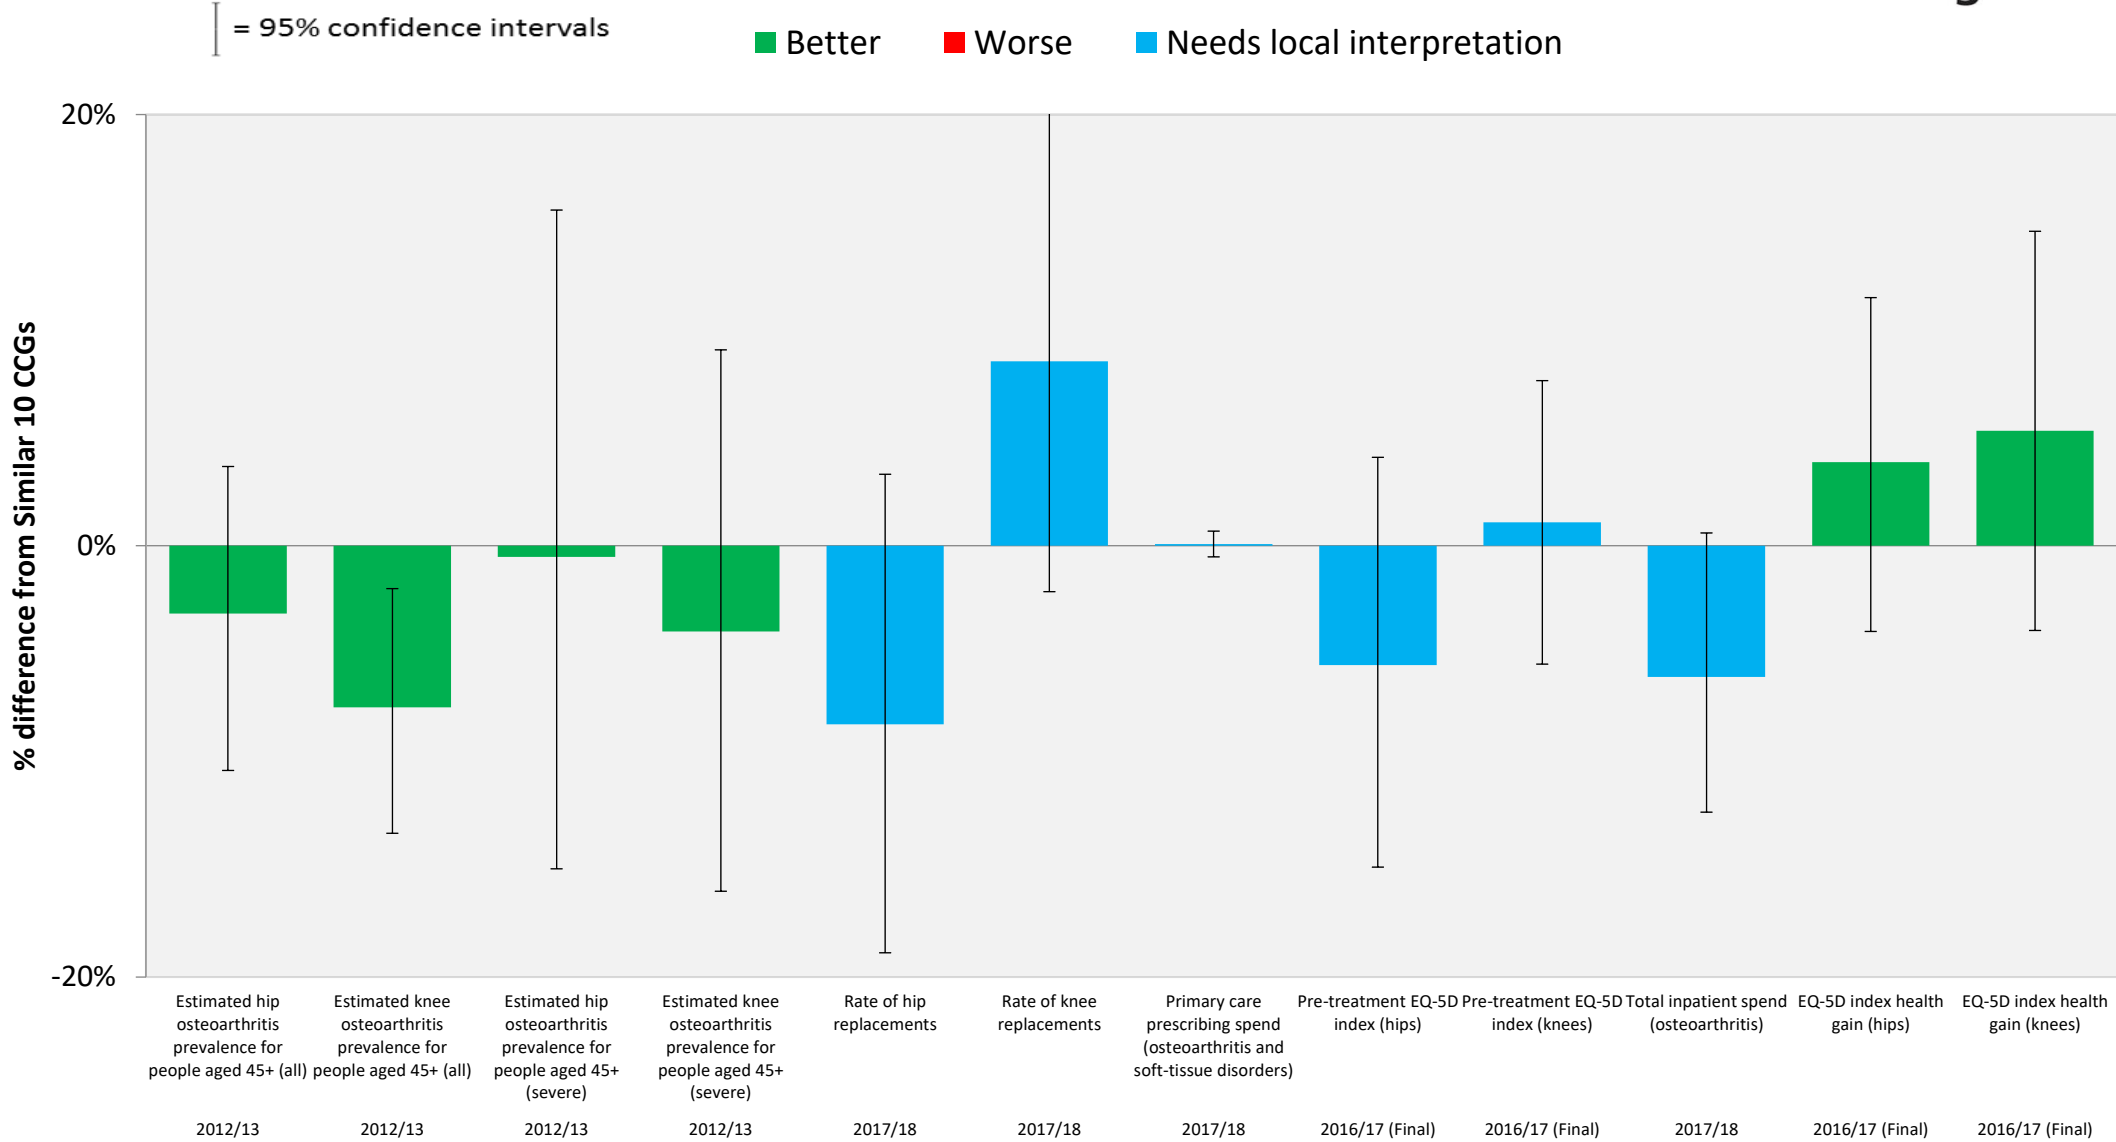 = 95% confidence intervals
Better
Worse
Needs local interpretation
20%
0%
-20%
% difference from Similar 10 CCGs
Estimated hip
osteoarthritis
prevalence for
people aged 45+ (all)
2012/13
Estimated knee
osteoarthritis
prevalence for
people aged 45+ (all)
2012/13
Estimated hip
osteoarthritis
prevalence for
people aged 45+
(severe)
2012/13
Estimated knee
osteoarthritis
prevalence for
people aged 45+
(severe)
2012/13
Rate of hip
replacements
2017/18
Rate of knee
replacements
2017/18
Primary care
prescribing spend
(osteoarthritis and
soft-tissue disorders)
2017/18
Pre-treatment EQ-5D
index (hips)
2016/17 (Final)
Pre-treatment EQ-5D
index (knees)
2016/17 (Final)
Total inpatient spend
(osteoarthritis)
2017/18
EQ-5D index health
gain (hips)
2016/17 (Final)
EQ-5D index health
gain (knees)
2016/17 (Final)